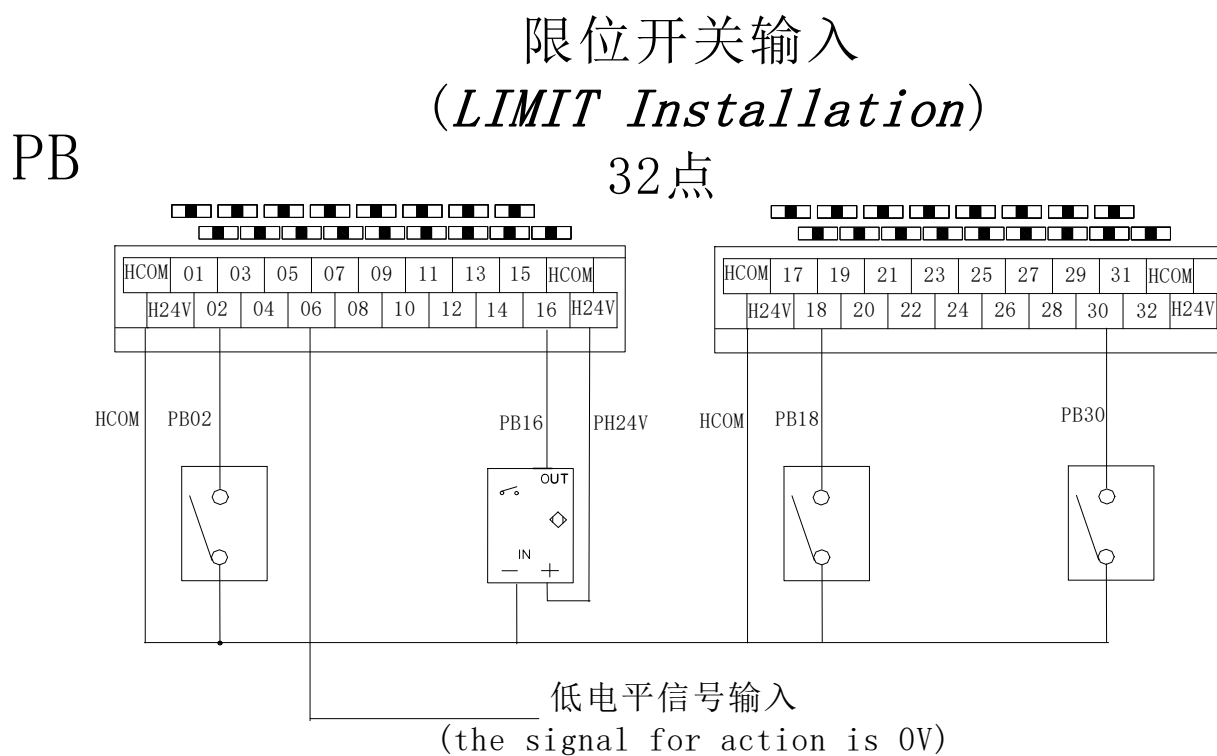 限位开关输入
(LIMIT Installation)
PB
32点
HCOM 01 03 05 07 09 11 13 15 HCOM
H24V 02 04 06 08 10 12 14 16 H24V
HCOM 17 19 21 23 25 27 29 31 HCOM
H24V 18 20 22 24 26 28 30 32 H24V
HCOM PB02 PB16 PH24V HCOM PB18 PB30
OUT
IN
— +
低电平信号输入
(the signal for action is 0V)